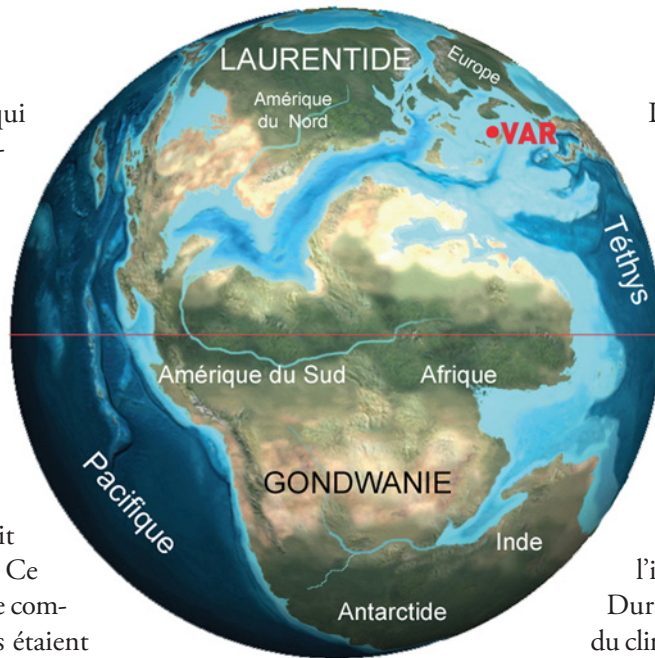 LAURENTIDE
Europe
Amérique
du Nord
VAR
Téthys
Amérique du Sud
Afrique
Pacifique
GONDWANIE
Inde
Antarctide
qui
-
it
Ce
e com-
s étaient
l'i
Dur
du clim